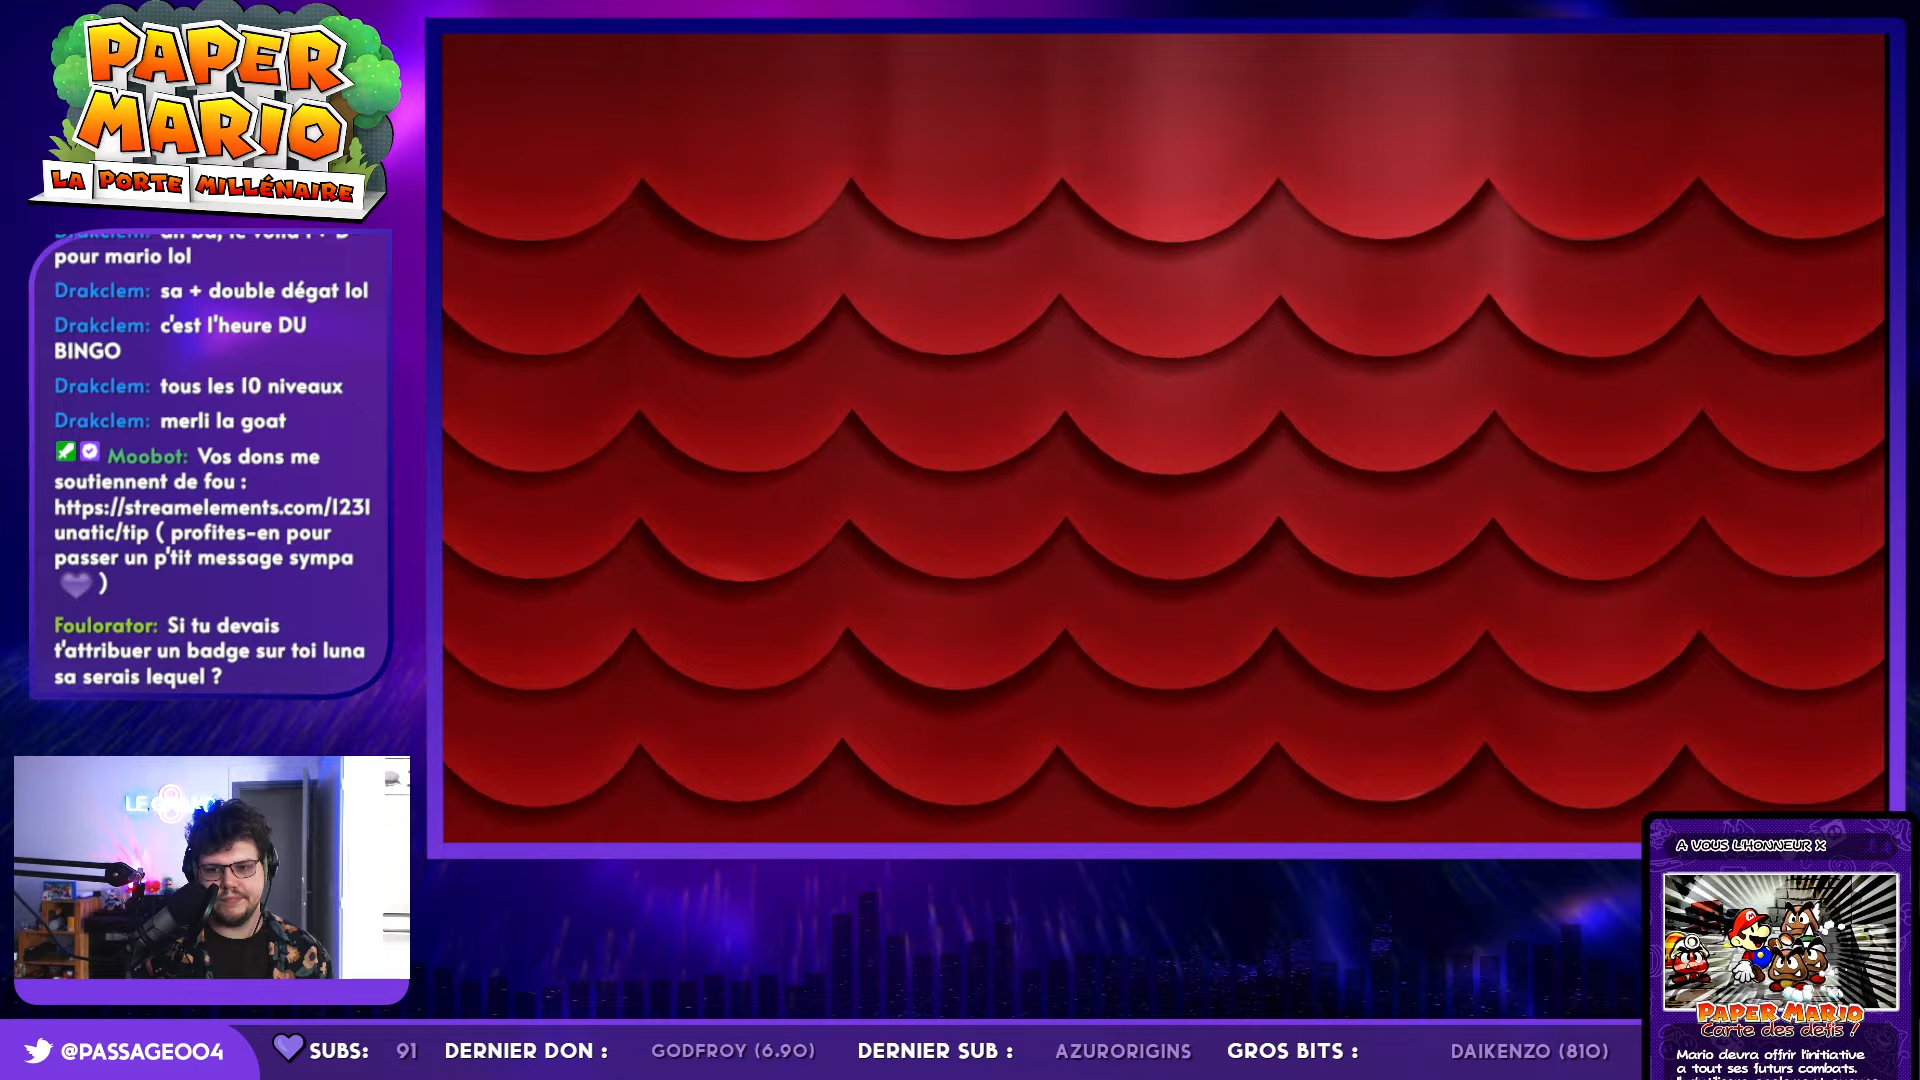 PAPER
MARIO
LA PORTE MILLÉNAIRE
pour mario lol
Drakclem: sa + double dégat lol
Drakclem: c'est l'heure DU
BINGO
Drakclem: tous les 10 niveaux
Drakclem: merli la goat
Moobot: Vos dons me
soutiennent de fou :
https://streamelements.com/123l
unatic/tip ( profites-en pour
passer un p'tit message sympa
)
Foulorator: Si tu devais
t'attribuer un badge sur toi luna
sa serais lequel ?
A VOUS L'HONNEUR X
PAPER MARIO
Carte des défis !
Mario devra offrir l'initiative
a tout ses futurs combats.
@PASSAGE004
SUBS: 91 DERNIER DON : GODFROY (6.90) DERNIER SUB : AZURORIGINS GROS BITS : DAIKENZO (810)